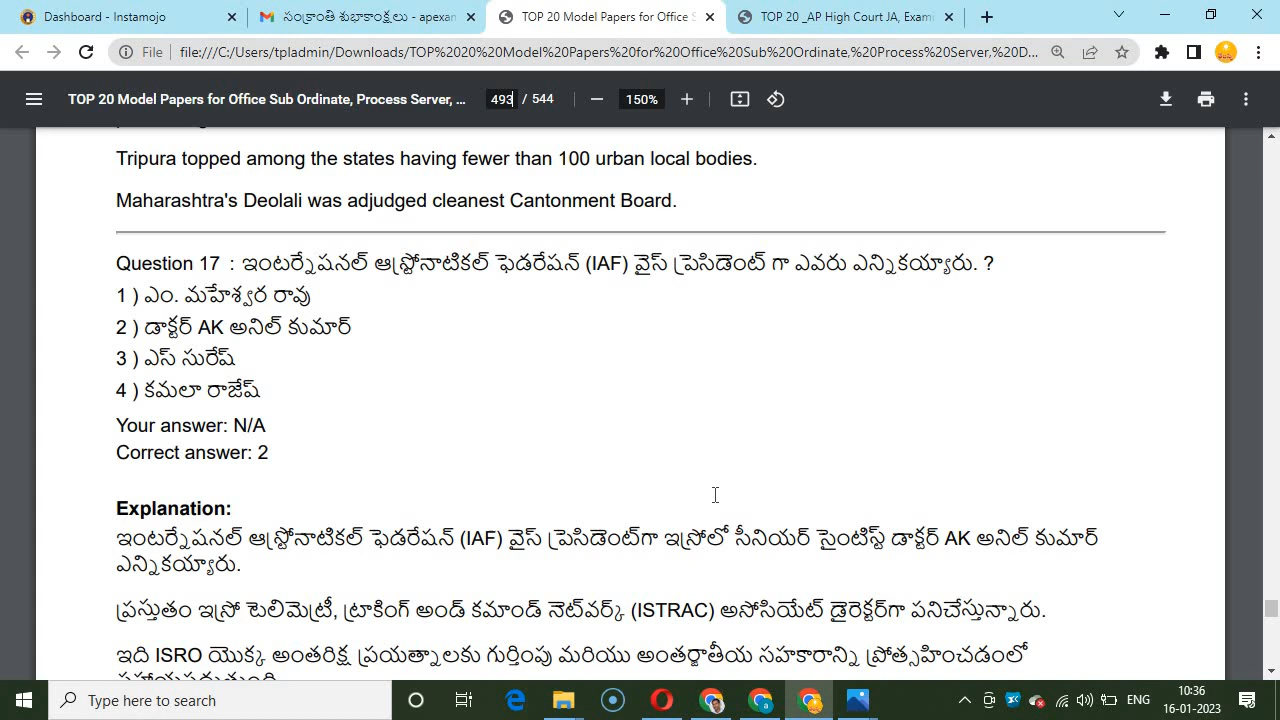 Dashboard - Instamojo
సంక్రాంతి శుభాకాంక్షలు - apexan
TOP 20 Model Papers for Office S
TOP 20 _AP High Court JA, Exami
File file:///C:/Users/tpladmin/Downloads/TOP%2020%20Model%20Papers%20for%20Office%20Sub%20Ordinate,%20Process%20Server,%20D...
TOP 20 Model Papers for Office Sub Ordinate, Process Server, ... 493 / 544 150%
Tripura topped among the states having fewer than 100 urban local bodies.
Maharashtra's Deolali was adjudged cleanest Cantonment Board.
Question 17 : ఇంటర్నేషనల్ ఆస్ట్రోనాటికల్ ఫెడరేషన్ (IAF) వైస్ ప్రెసిడెంట్ గా ఎవరు ఎన్నికయ్యారు. ?
1 ) ఎం. మహేశ్వర రావు
2 ) డాక్టర్ AK అనిల్ కుమార్
3 ) ఎస్ సురేష్
4 ) కమలా రాజేష్
Your answer: N/A
Correct answer: 2
Explanation:
ఇంటర్నేషనల్ ఆస్ట్రోనాటికల్ ఫెడరేషన్ (IAF) వైస్ ప్రెసిడెంట్‌గా ఇస్రోలో సీనియర్ సైంటిస్ట్ డాక్టర్ AK అనిల్ కుమార్
ఎన్నికయ్యారు.
ప్రస్తుతం ఇస్రో టెలిమెట్రీ, ట్రాకింగ్ అండ్ కమాండ్ నెట్‌వర్క్ (ISTRAC) అసోసియేట్ డైరెక్టర్‌గా పనిచేస్తున్నారు.
ఇది ISRO యొక్క అంతరిక్ష ప్రయత్నాలకు గుర్తింపు మరియు అంతర్జాతీయ సహకారాన్ని ప్రోత్సహించడంలో
Type here to search
ENG
10:36
16-01-2023